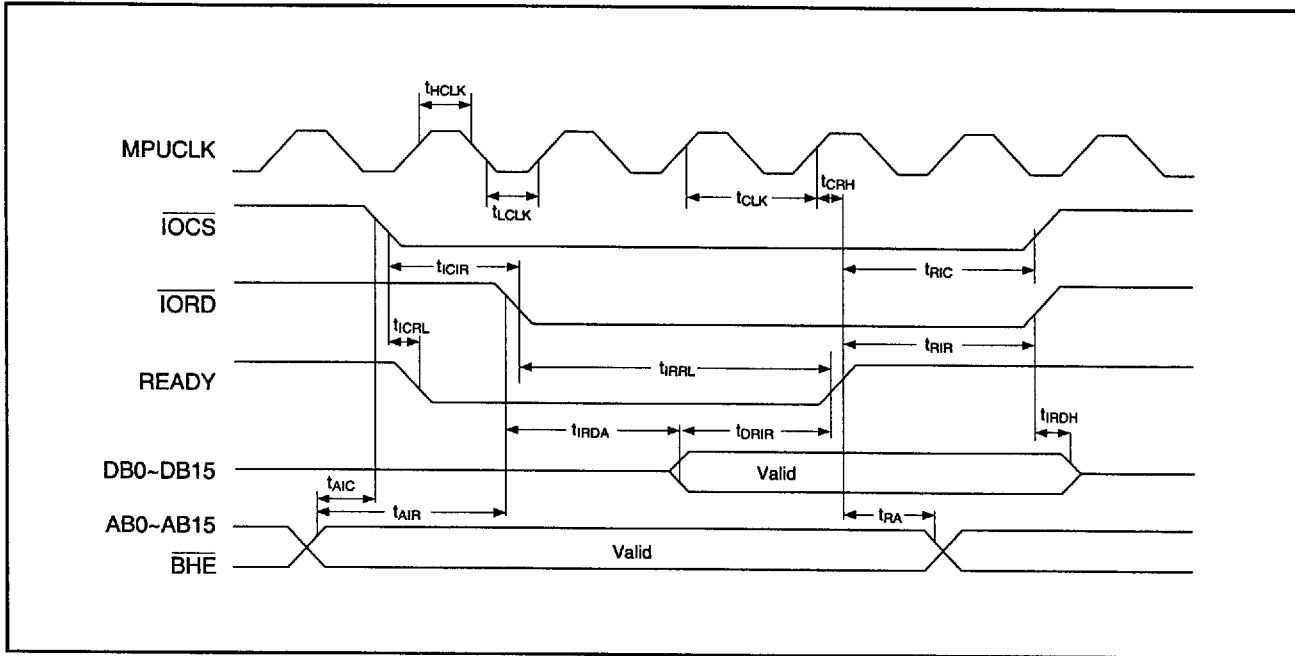 tHCLK
MPUCLK
tLCLK
tCLK
tCRH
IOCS
tICIR
tRIC
IORD
tICRL
tRIR
READY
tIRRL
tIRDA
tDRIR
tIRDH
DB0~DB15
Valid
tAIC
tAIR
AB0~AB15
tRA
BHE
Valid